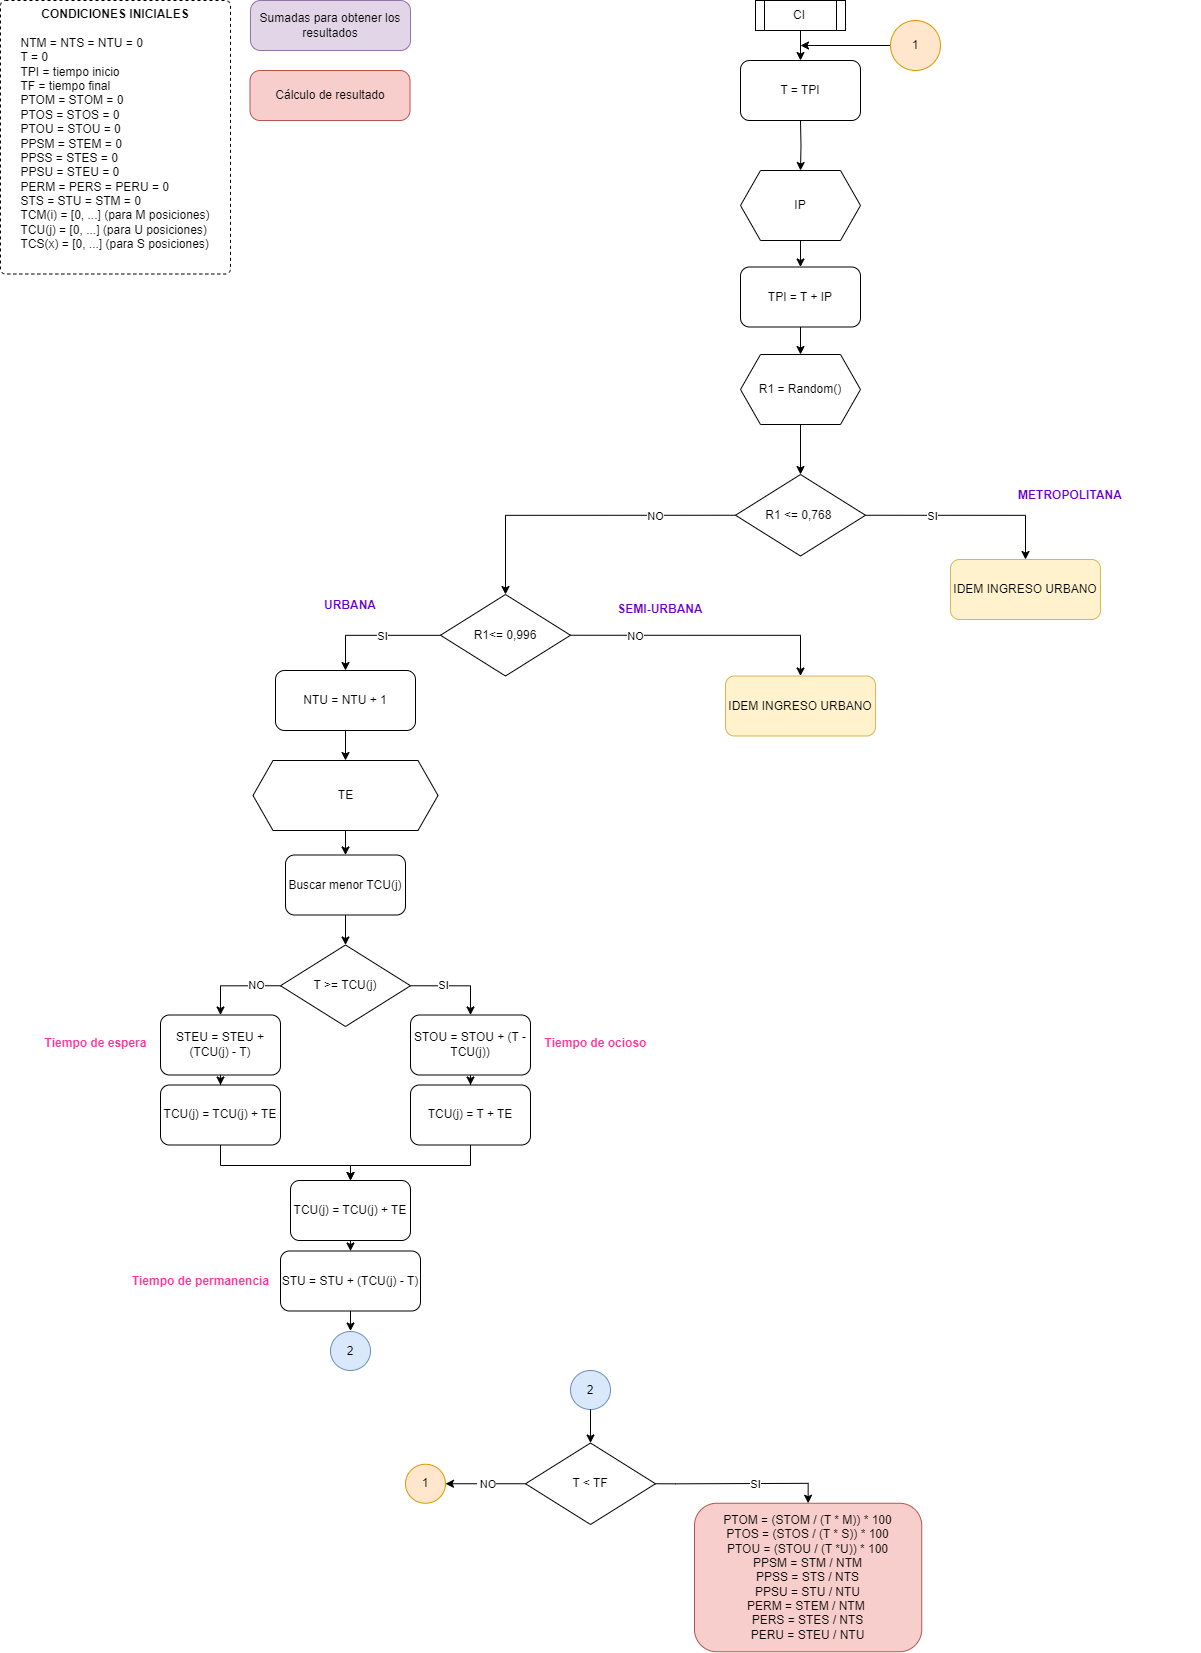 CONDICIONES INICIALES
NTM = NTS = NTU = 0
T = 0
TPI = tiempo inicio
TF = tiempo final
PTOM = STOM = 0
PTOS = STOS = 0
PTOU = STOU = 0
PPSM = STEM = 0
PPSS = STES = 0
PPSU = STEU = 0
PERM = PERS = PERU = 0
STS = STU = STM = 0
TCM(i) = [0, ...] (para M posiciones)
TCU(j) = [0, ...] (para U posiciones)
TCS(x) = [0, ...] (para S posiciones)
Sumadas para obtener los
resultados
Cálculo de resultado
CI
1
T = TPI
IP
TPI = T + IP
R1 = Random()
R1 <= 0,768
NO
SI
METROPOLITANA
IDEM INGRESO URBANO
R1<= 0,996
URBANA
SI
SEMI-URBANA
NO
IDEM INGRESO URBANO
NTU = NTU + 1
TE
Buscar menor TCU(j)
T >= TCU(j)
NO
SI
Tiempo de espera
STEU = STEU +
(TCU(j) - T)
STOU = STOU + (T -
TCU(j))
Tiempo de ocioso
TCU(j) = TCU(j) + TE
TCU(j) = T + TE
TCU(j) = TCU(j) + TE
Tiempo de permanencia
STU = STU + (TCU(j) - T)
2
2
T < TF
NO
1
SI
PTOM = (STOM / (T * M)) * 100
PTOS = (STOS / (T * S)) * 100
PTOU = (STOU / (T *U)) * 100
PPSM = STM / NTM
PPSS = STS / NTS
PPSU = STU / NTU
PERM = STEM / NTM
PERS = STES / NTS
PERU = STEU / NTU